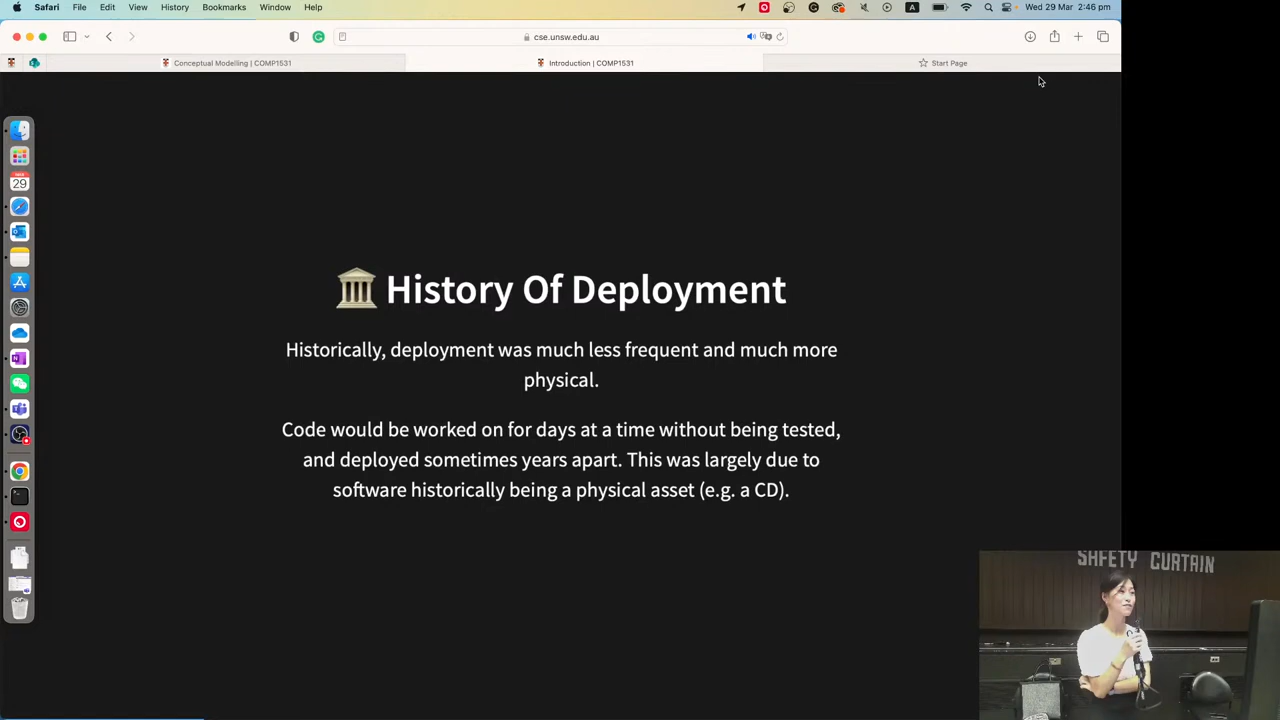 Safari File Edit View History Bookmarks Window Help
A
Wed 29 Mar 2:46 pm
cse.unsw.edu.au
Conceptual Modelling | COMP1531
Introduction | COMP1531
Start Page
29
🏛 History Of Deployment
Historically, deployment was much less frequent and much more
physical.
Code would be worked on for days at a time without being tested,
and deployed sometimes years apart. This was largely due to
software historically being a physical asset (e.g. a CD).
SAFETY CURTAIN